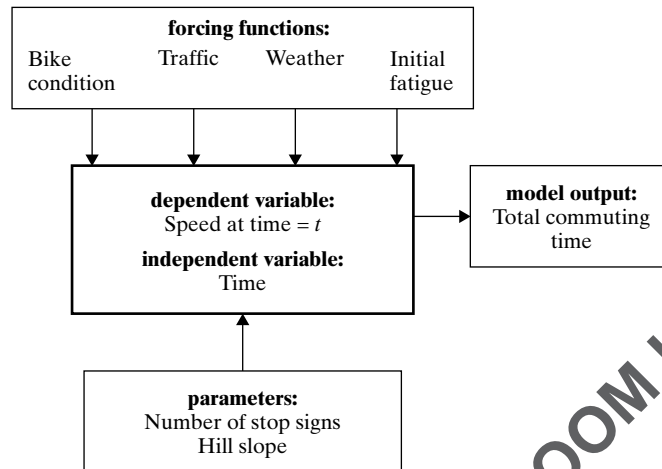 forcing functions:
Bike Traffic Weather Initial
condition fatigue
dependent variable:
Speed at time = t
independent variable:
Time
model output:
Total commuting
time
parameters:
Number of stop signs
Hill slope
OOM